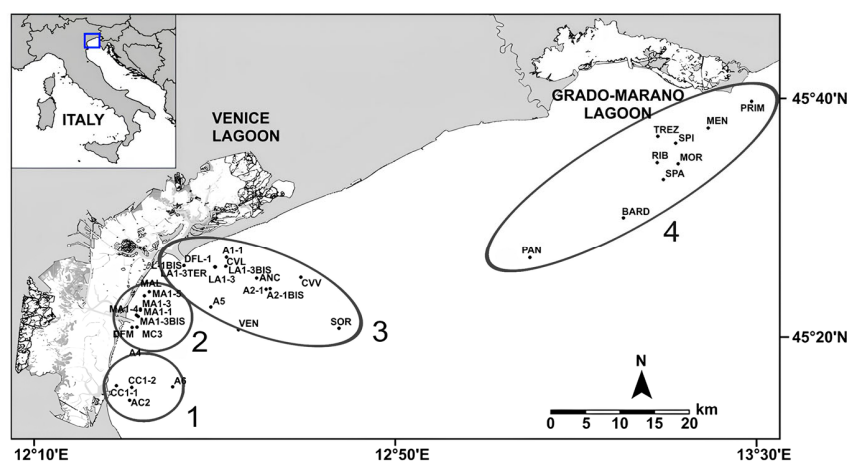 ITALY
VENICE
LAGOON
GRADO-MARANO
LAGOON
45°40'N
PRIM
MEN
TREZ
SPI
RIB
MOR
SPA
BARD
PAN
4
A1-1
DFL-1
CVL
L-1BIS
LA1-3BIS
LA1-3TER
LA1-3
ANC
CVV
A2-1
A2-1BIS
A5
VEN
SOR
3
MAL
MA1-5
MA1-3
MA1-4
MA1-1
MA1-3BIS
DFM
MC3
2
A4
45°20'N
CC1-2
A6
CC1-1
AC2
1
N
0 5 10 15 20 km
12°10'E
12°50'E
13°30'E